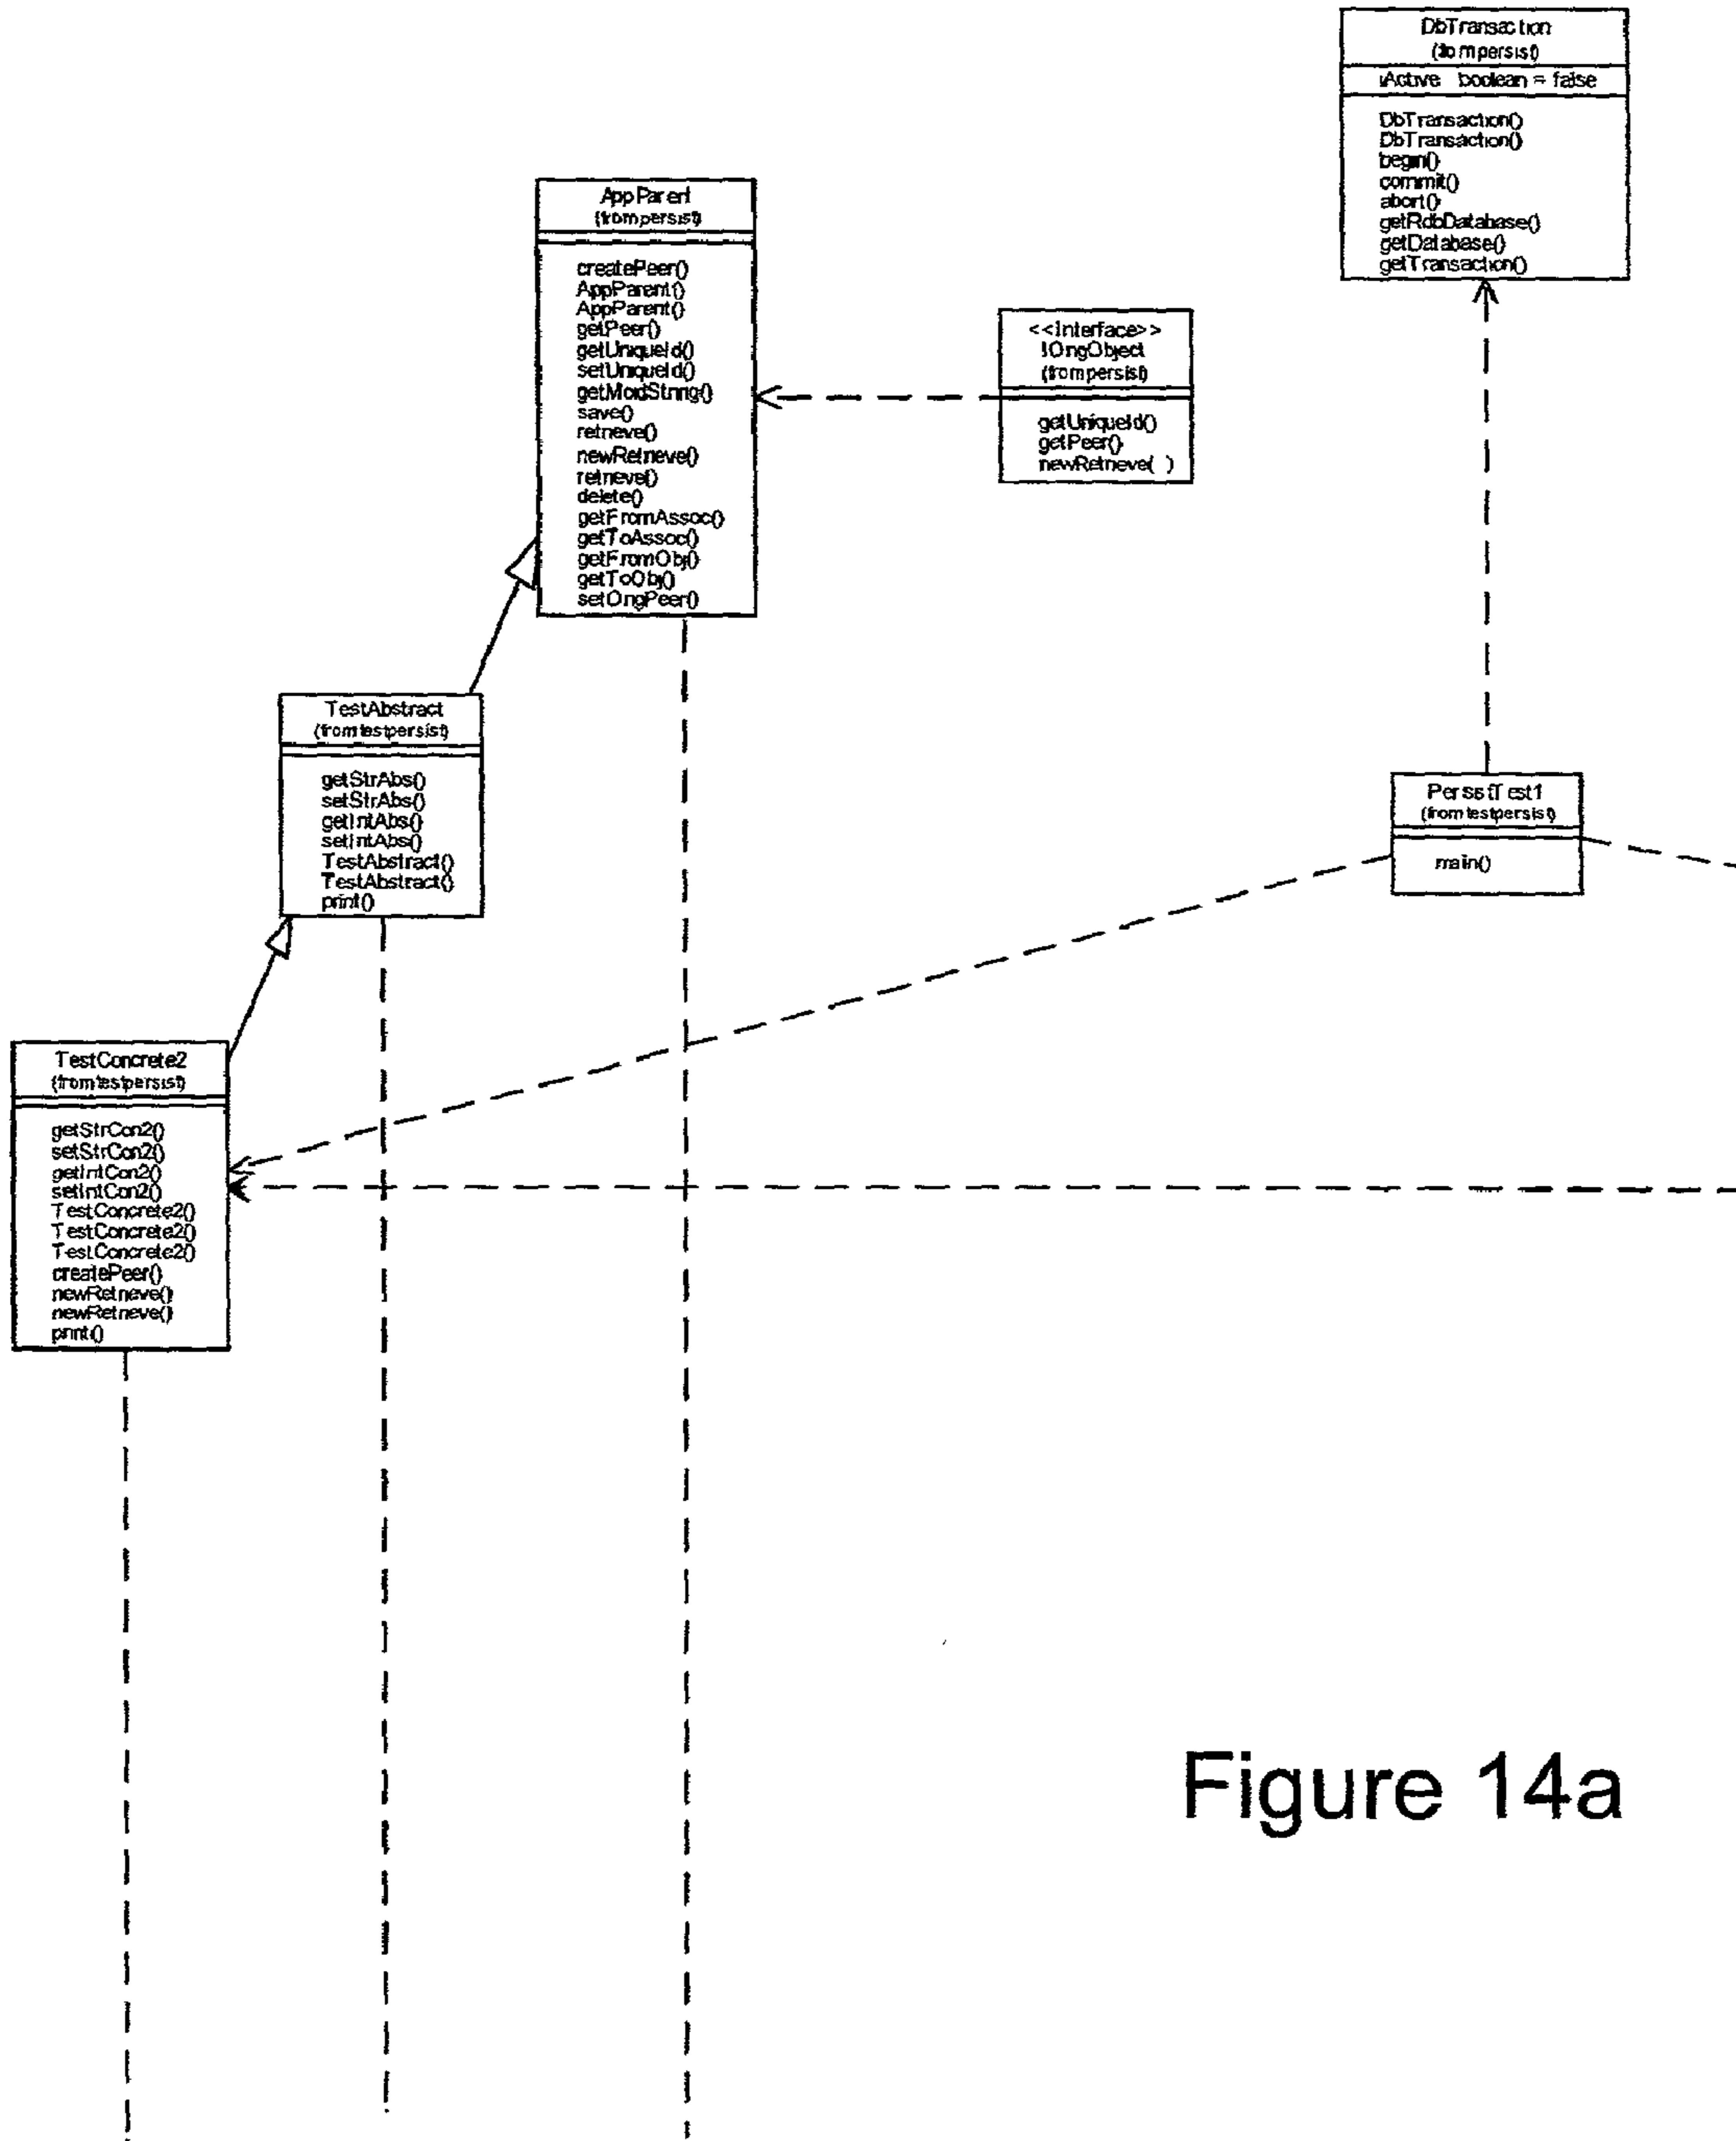 DbTransaction
(from persist)
iActive boolean = false
DbTransaction()
DbTransaction()
begin()
commit()
abort()
getRdbDatabase()
getDatabase()
getTransaction()
AppParent
(from persist)
createPeer()
AppParent()
AppParent()
getPeer()
getUniqueId()
setUniqueId()
getModString()
save()
retrieve()
newRetrieve()
retrieve()
delete()
getFromAssoc()
getToAssoc()
getFromObj()
getToObj()
setOrigPeer()
<<Interface>>
IOrigObject
(from persist)
getUniqueId()
getPeer()
newRetrieve( )
TestAbstract
(from testpersist)
getStrAbs()
setStrAbs()
getIntAbs()
setIntAbs()
TestAbstract()
TestAbstract()
print()
PersistTest1
(from testpersist)
main()
TestConcrete2
(from testpersist)
getStrCon2()
setStrCon2()
getIntCon2()
setIntCon2()
TestConcrete2()
TestConcrete2()
TestConcrete2()
createPeer()
newRetrieve()
newRetrieve()
print()
Figure 14a